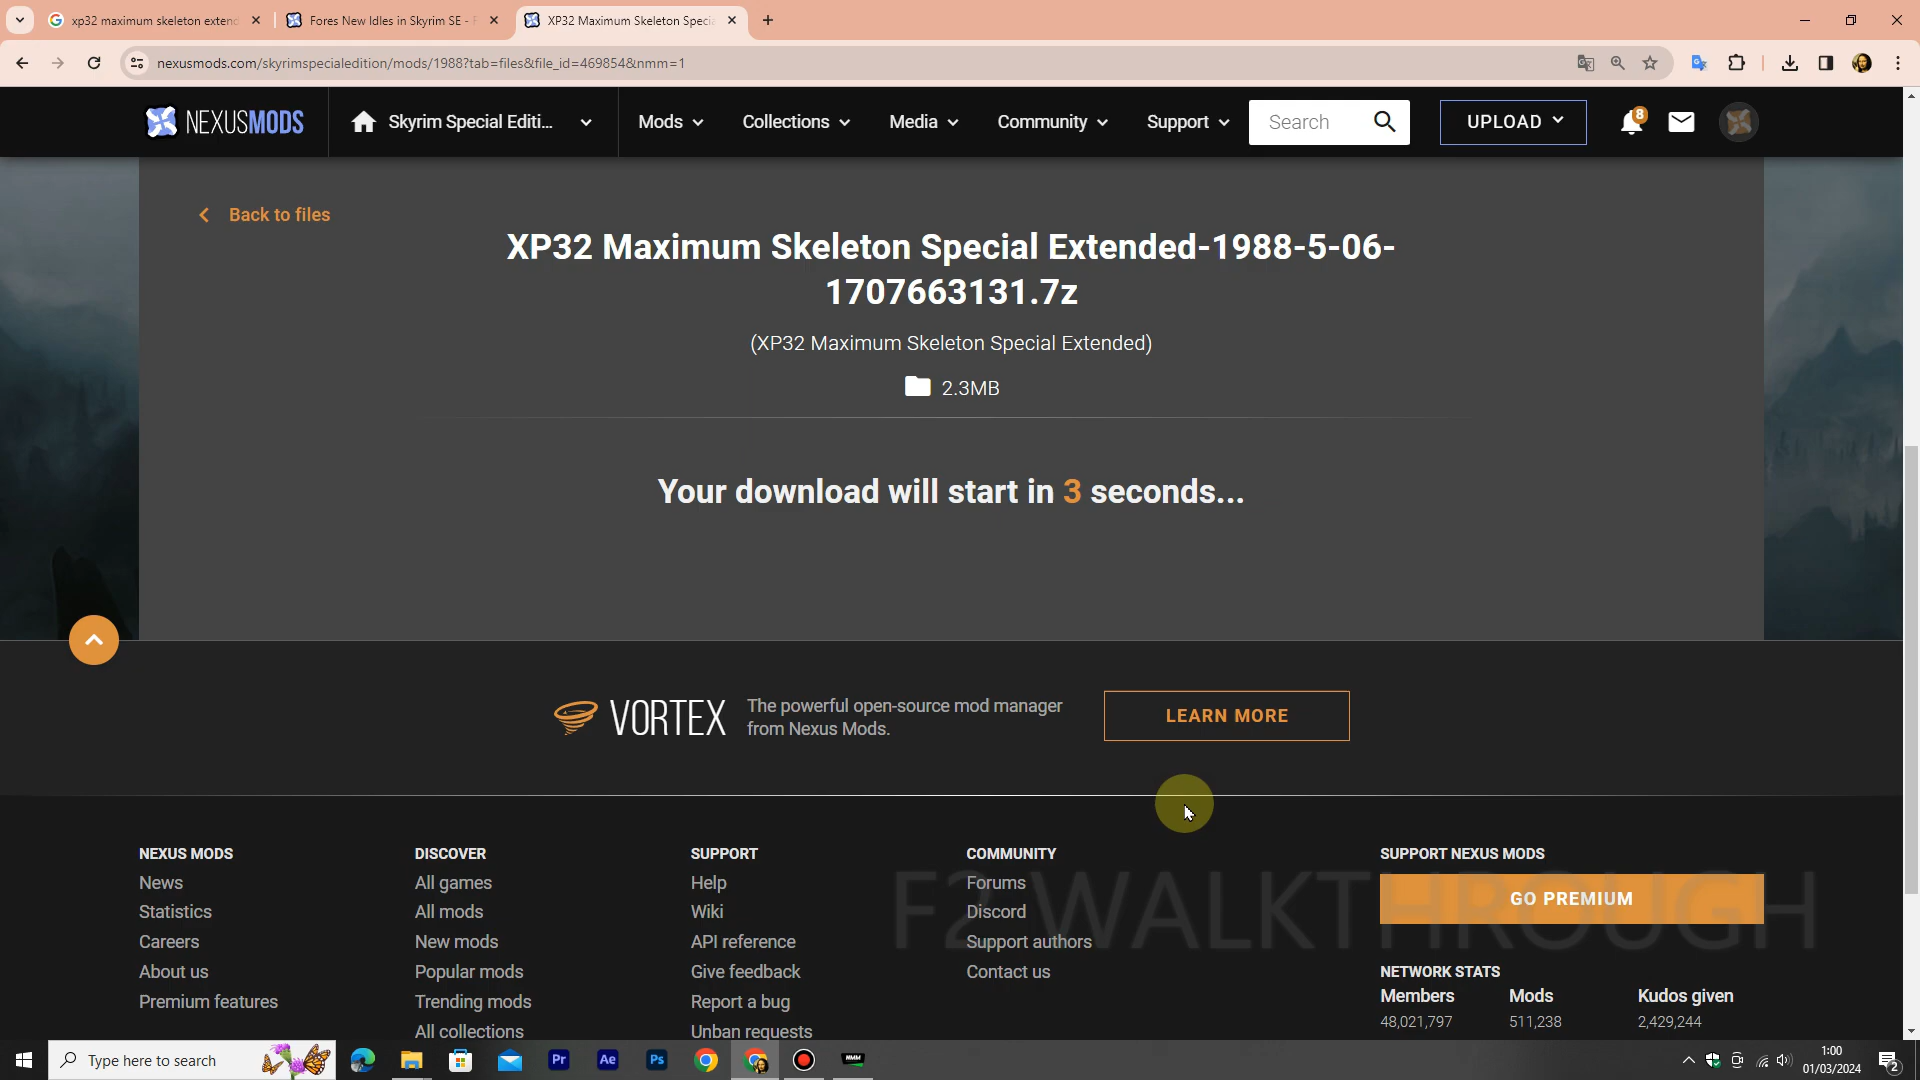 xp32 maximum skeleton extend
Fores New Idles in Skyrim SE - F
XP32 Maximum Skeleton Specia
nexusmods.com/skyrimspecialedition/mods/1988?tab=files&file_id=469854&nmm=1
NEXUSMODS
Skyrim Special Editi...
Mods
Collections
Media
Community
Support
Search
UPLOAD
8
Back to files
XP32 Maximum Skeleton Special Extended-1988-5-06-
1707663131.7z
(XP32 Maximum Skeleton Special Extended)
2.3MB
Your download will start in 3 seconds...
VORTEX
The powerful open-source mod manager
from Nexus Mods.
LEARN MORE
NEXUS MODS
News
Statistics
Careers
About us
Premium features
DISCOVER
All games
All mods
New mods
Popular mods
Trending mods
All collections
SUPPORT
Help
Wiki
API reference
Give feedback
Report a bug
Unban requests
COMMUNITY
Forums
Discord
Support authors
Contact us
SUPPORT NEXUS MODS
GO PREMIUM
F2 WALKTHROUGH
NETWORK STATS
Members
48,021,797
Mods
511,238
Kudos given
2,429,244
Type here to search
Pr
Ae
Ps
NMM
1:00
01/03/2024
2